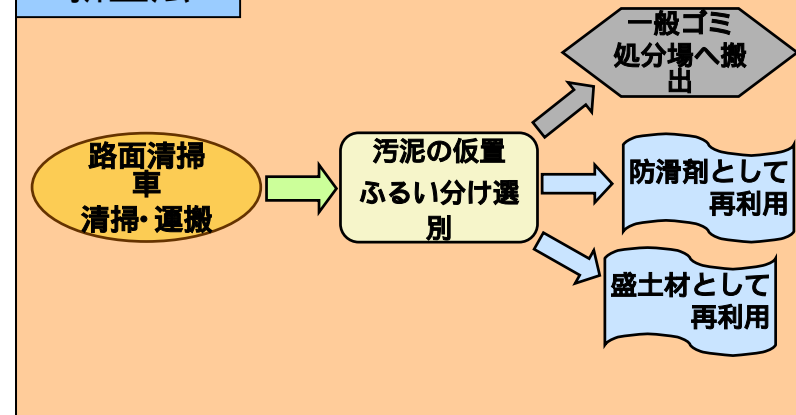 一般ゴミ
処分場へ搬
出
路面清掃
車
清掃・運搬
汚泥の仮置
ふるい分け選
別
防滑剤として
再利用
盛土材として
再利用